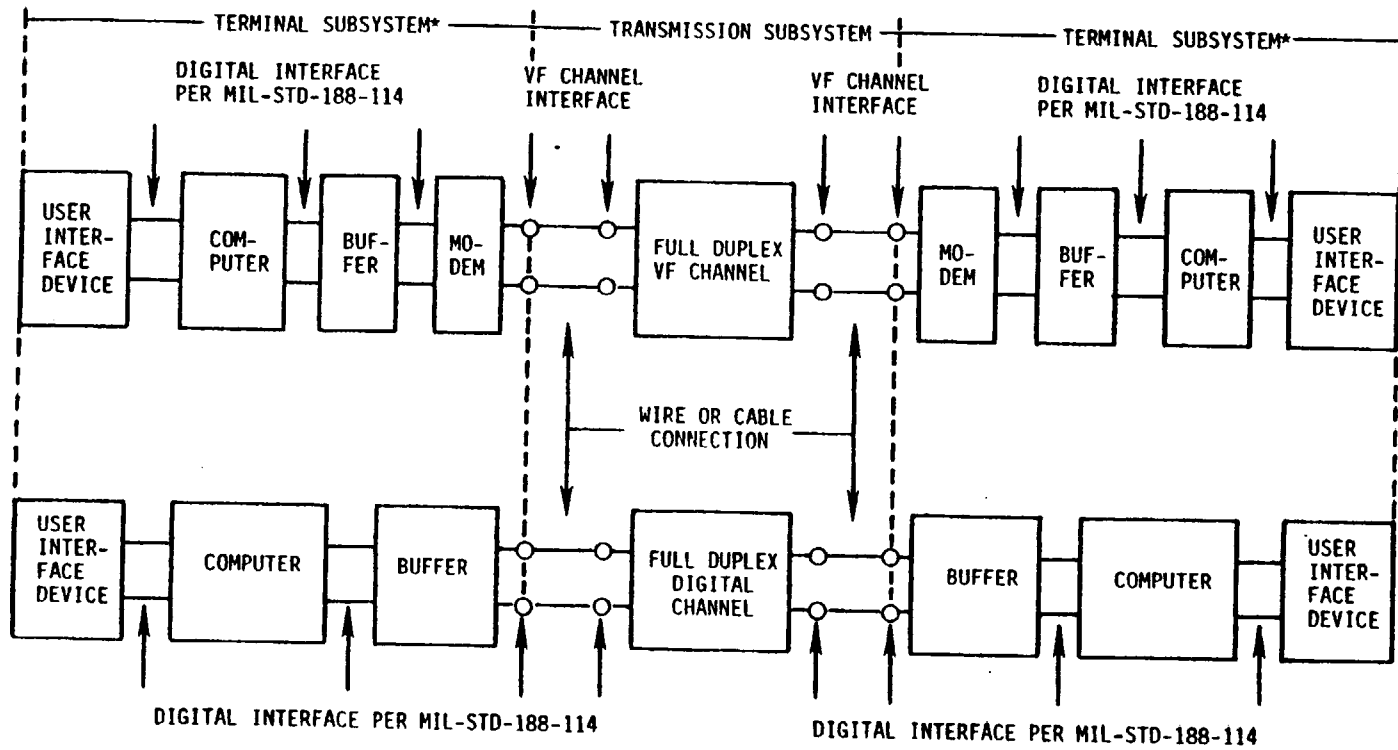 TERMINAL SUBSYSTEM*
TRANSMISSION SUBSYSTEM
TERMINAL SUBSYSTEM*
DIGITAL INTERFACE
PER MIL-STD-188-114
VF CHANNEL
INTERFACE
VF CHANNEL
INTERFACE
DIGITAL INTERFACE
PER MIL-STD-188-114
USER
INTER-
FACE
DEVICE
COM-
PUTER
BUF-
FER
MO-
DEM
FULL DUPLEX
VF CHANNEL
MO-
DEM
BUF-
FER
COM-
PUTER
USER
INTER-
FACE
DEVICE
WIRE OR CABLE
CONNECTION
USER
INTER-
FACE
DEVICE
COMPUTER
BUFFER
FULL DUPLEX
DIGITAL
CHANNEL
BUFFER
COMPUTER
USER
INTER-
FACE
DEVICE
DIGITAL INTERFACE PER MIL-STD-188-114
DIGITAL INTERFACE PER MIL-STD-188-114